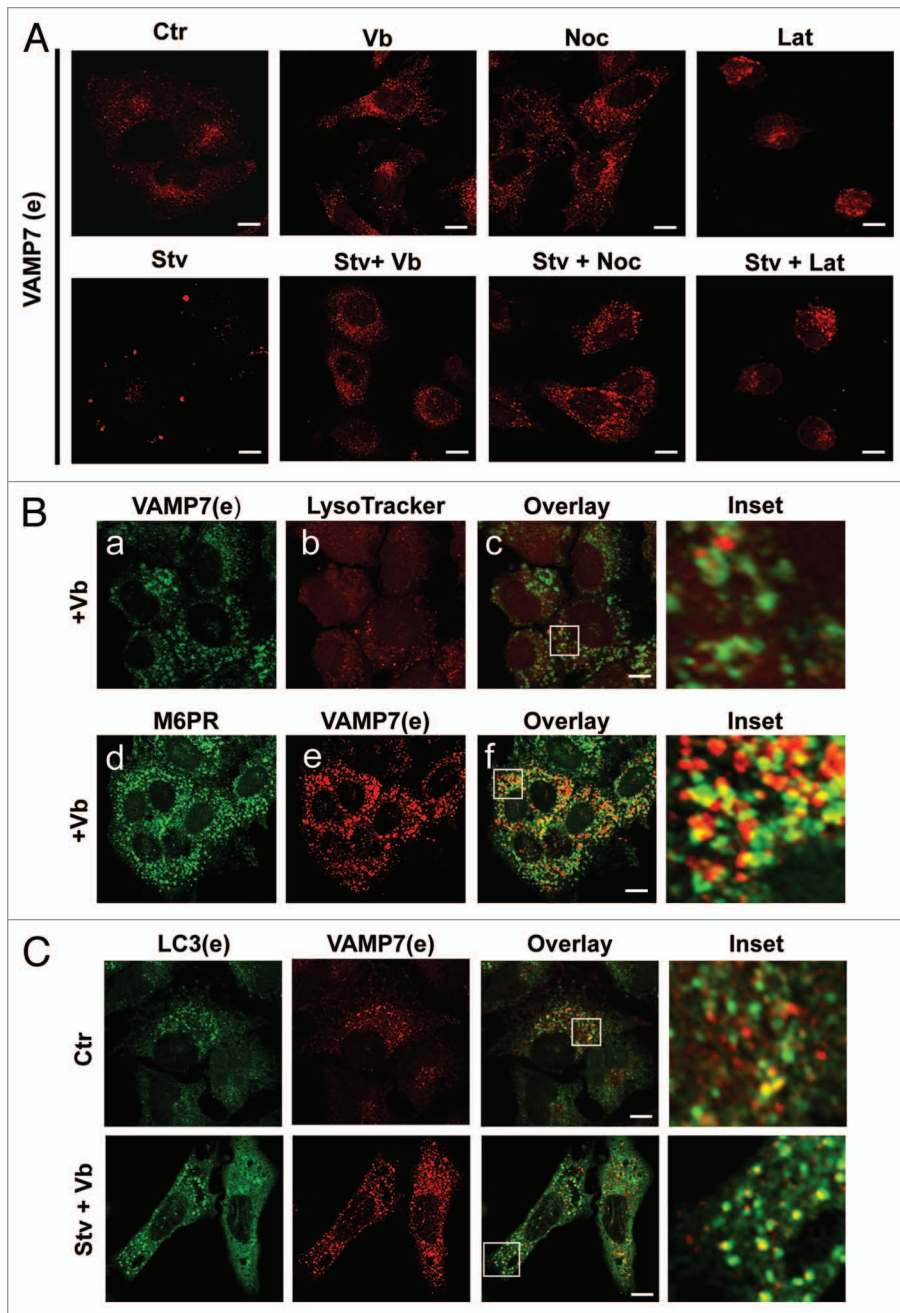 A
Ctr Vb Noc Lat
VAMP7 (e)
Stv Stv+ Vb Stv + Noc Stv + Lat
B
VAMP7(e) LysoTracker Overlay Inset
+Vb
a b c
M6PR VAMP7(e) Overlay Inset
+Vb
d e f
C
LC3(e) VAMP7(e) Overlay Inset
Ctr
Stv + Vb